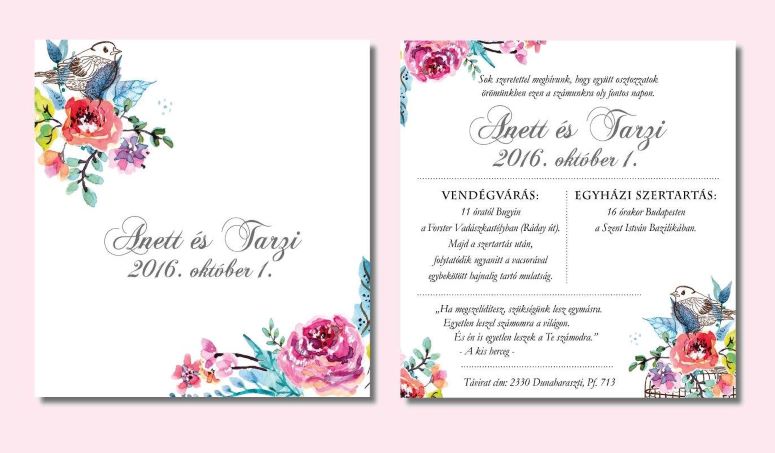 Anett és Tarzi
2016. október 1.
Sok szeretettel meghívunk, hogy együtt osztozzatok
örömünkben ezen a számunkra oly fontos napon.
Anett és Tarzi
2016. október 1.
VENDÉGVÁRÁS:
11 órától Bugyin
a Forster Vadászkastélyban (Ráday út).
Majd a szertartás után,
folytatódik ugyanitt a vacsorával
egybekötött hajnalig tartó mulatság.
EGYHÁZI SZERTARTÁS:
16 órakor Budapesten
a Szent István Bazilikában.
„Ha megszelídítesz, szükségünk lesz egymásra.
Egyetlen leszel számomra a világon.
És én is egyetlen leszek a Te számodra."
- A kis herceg -
Távirat cím: 2330 Dunaharaszti, Pf. 713